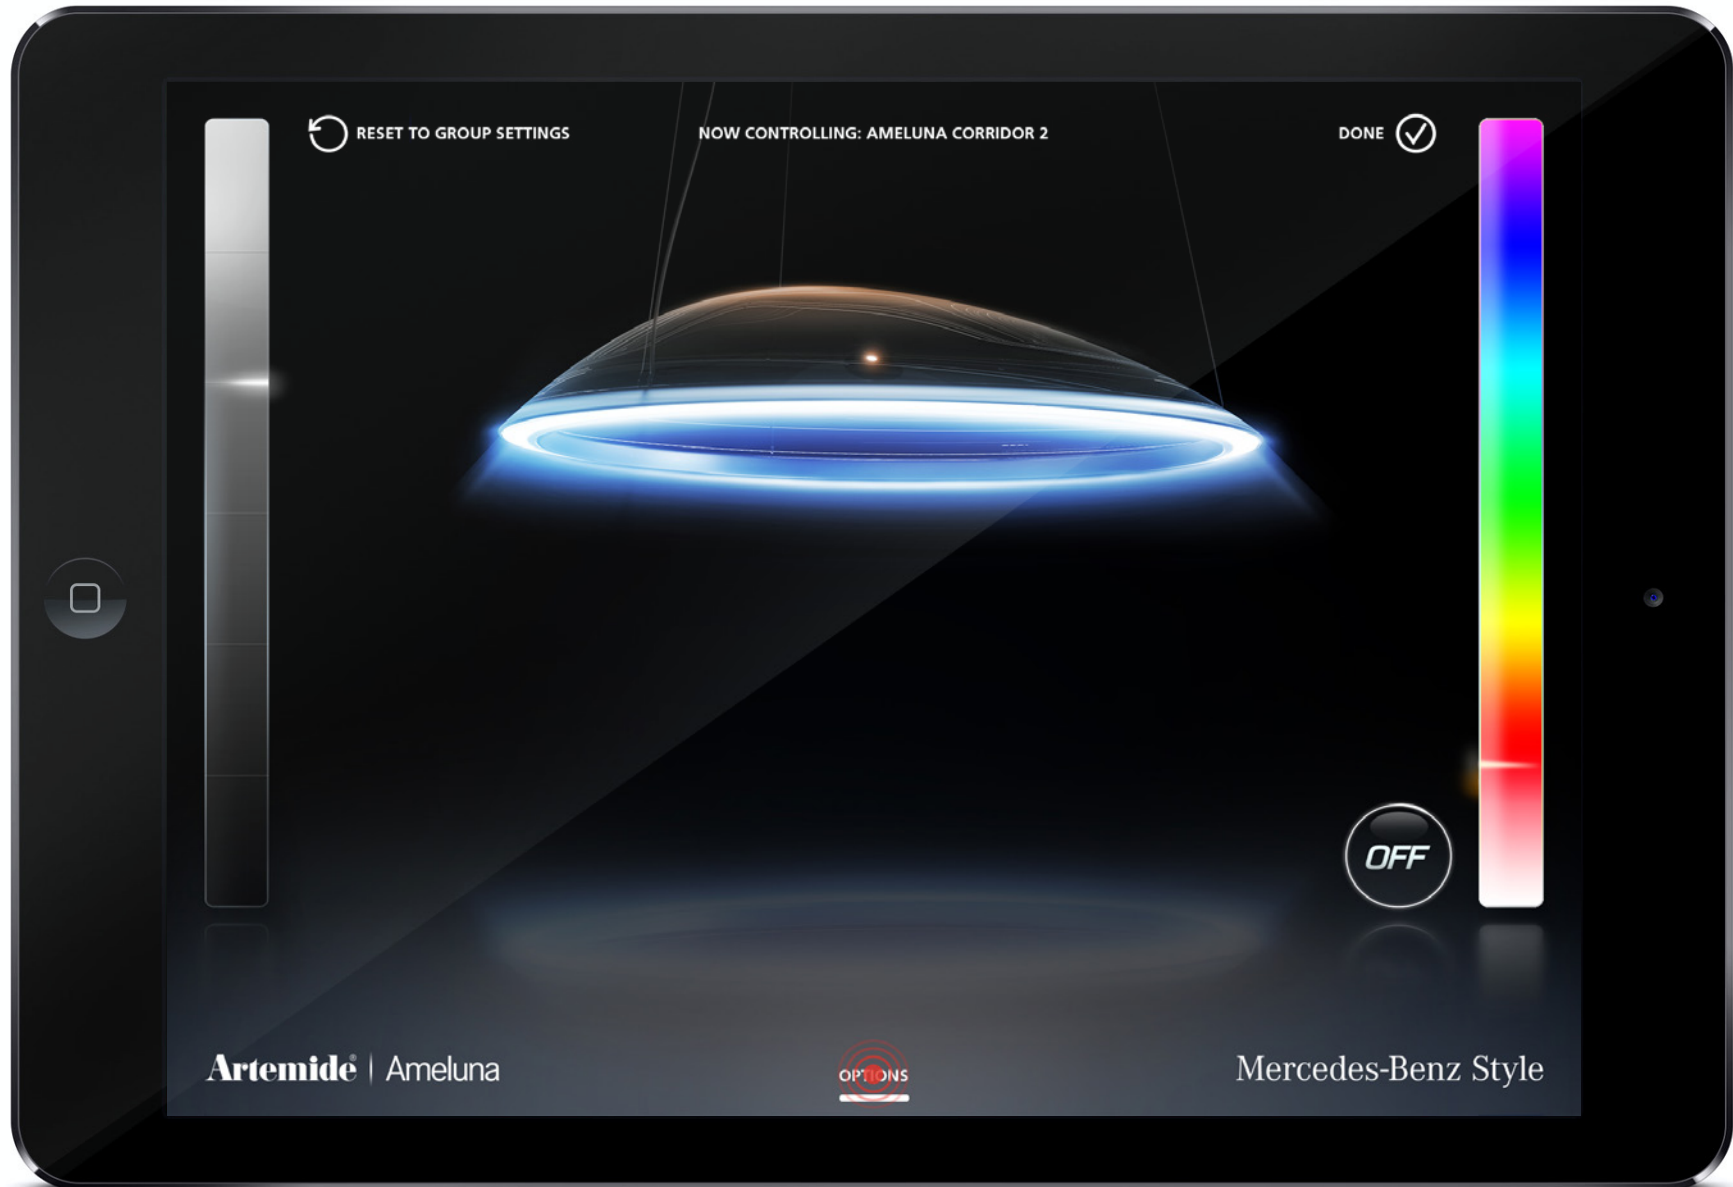 RESET TO GROUP SETTINGS
NOW CONTROLLING: AMELUNA CORRIDOR 2
DONE
OFF
Artemide® | Ameluna
OPTIONS
Mercedes-Benz Style